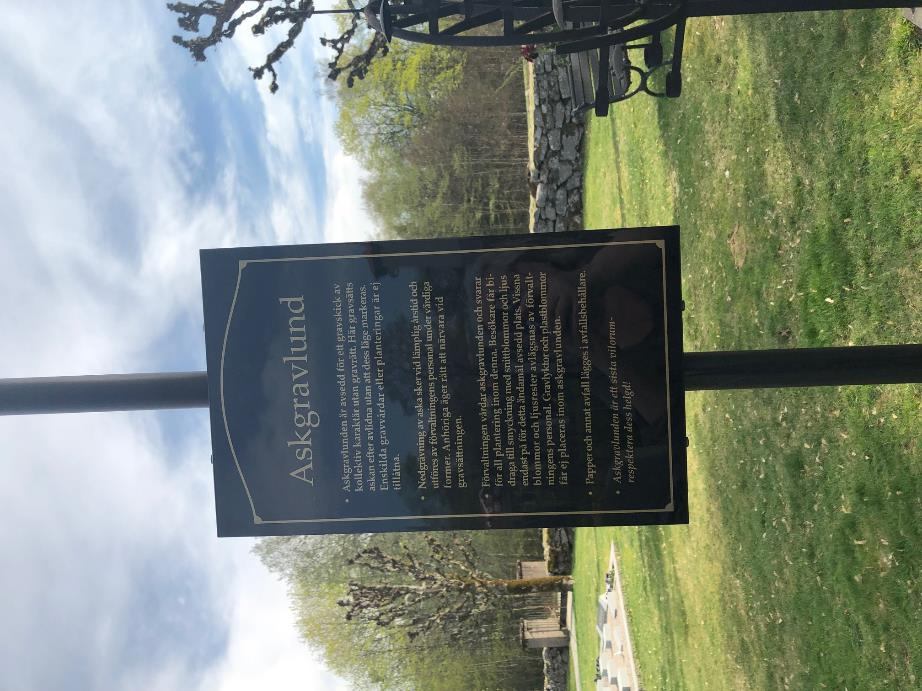 Askgravlund
• Askgravlunden är avsedd för ett gravskick av
kollektiv karaktär utan gravrätt. Här gravsätts
askan efter avlidna utan att dess läge markeras.
Enskilda gravvårdar eller planteringar är ej
tillåtna.
• Nedgrävning av aska sker vid lämplig årstid och
utföres av förvaltningens personal under värdiga
former. Anhöriga äger rätt att närvara vid
gravsättningen.
• Förvaltningen vårdar askgravlunden och svarar
för all plantering inom denna. Besökare får bi-
draga till smyckning med snittblommor och ljus
endast på för detta ändamål avsedd plats. Vissna
blommor och ljusrester avlägsnas av förvalt-
ningens personal. Gravlyktor och plastblommor
får ej placeras inom askgravlunden.
• Papper och annat avfall lägges i avfallsbehållare.
• Askgravlunden är ett sista vilorum-
respektera dess helgd!